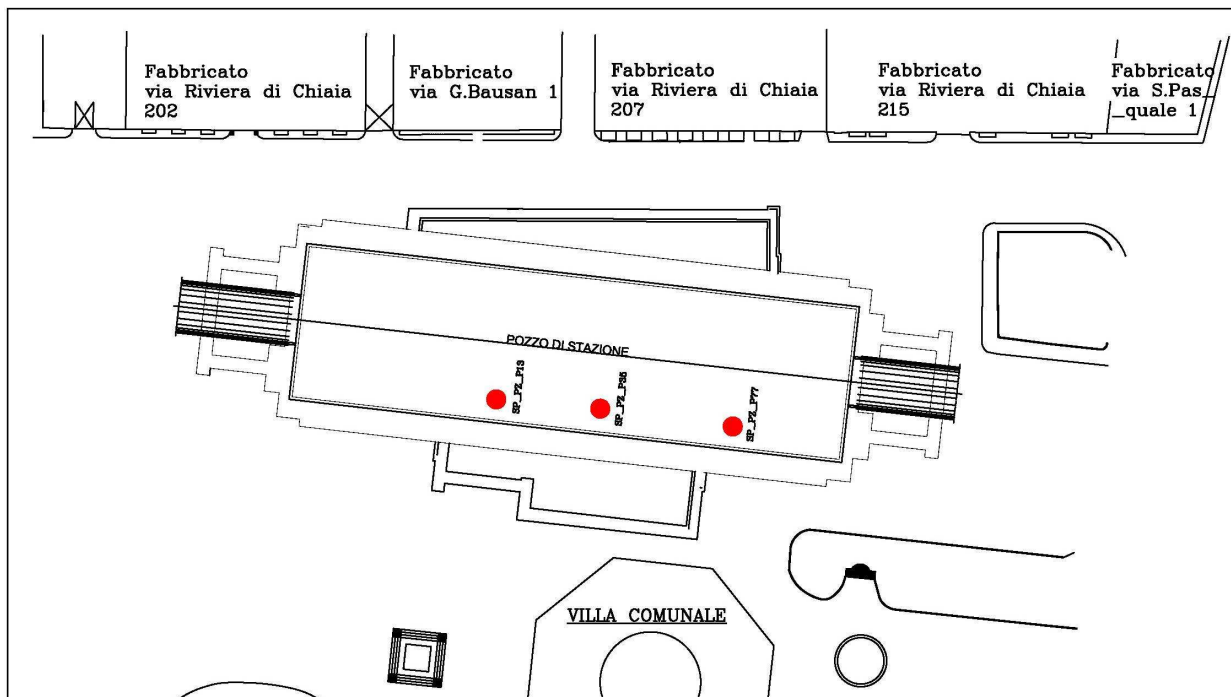 Fabbricato
via Riviera di Chiaia
202
Fabbricato
via G.Bausan 1
Fabbricato
via Riviera di Chiaia
207
Fabbricato
via Riviera di Chiaia
215
Fabbricato
via S.Pas_
_quale 1
POZZO DI STAZIONE
SP_PZ_P13
SP_PZ_P35
SP_PZ_P77
VILLA COMUNALE